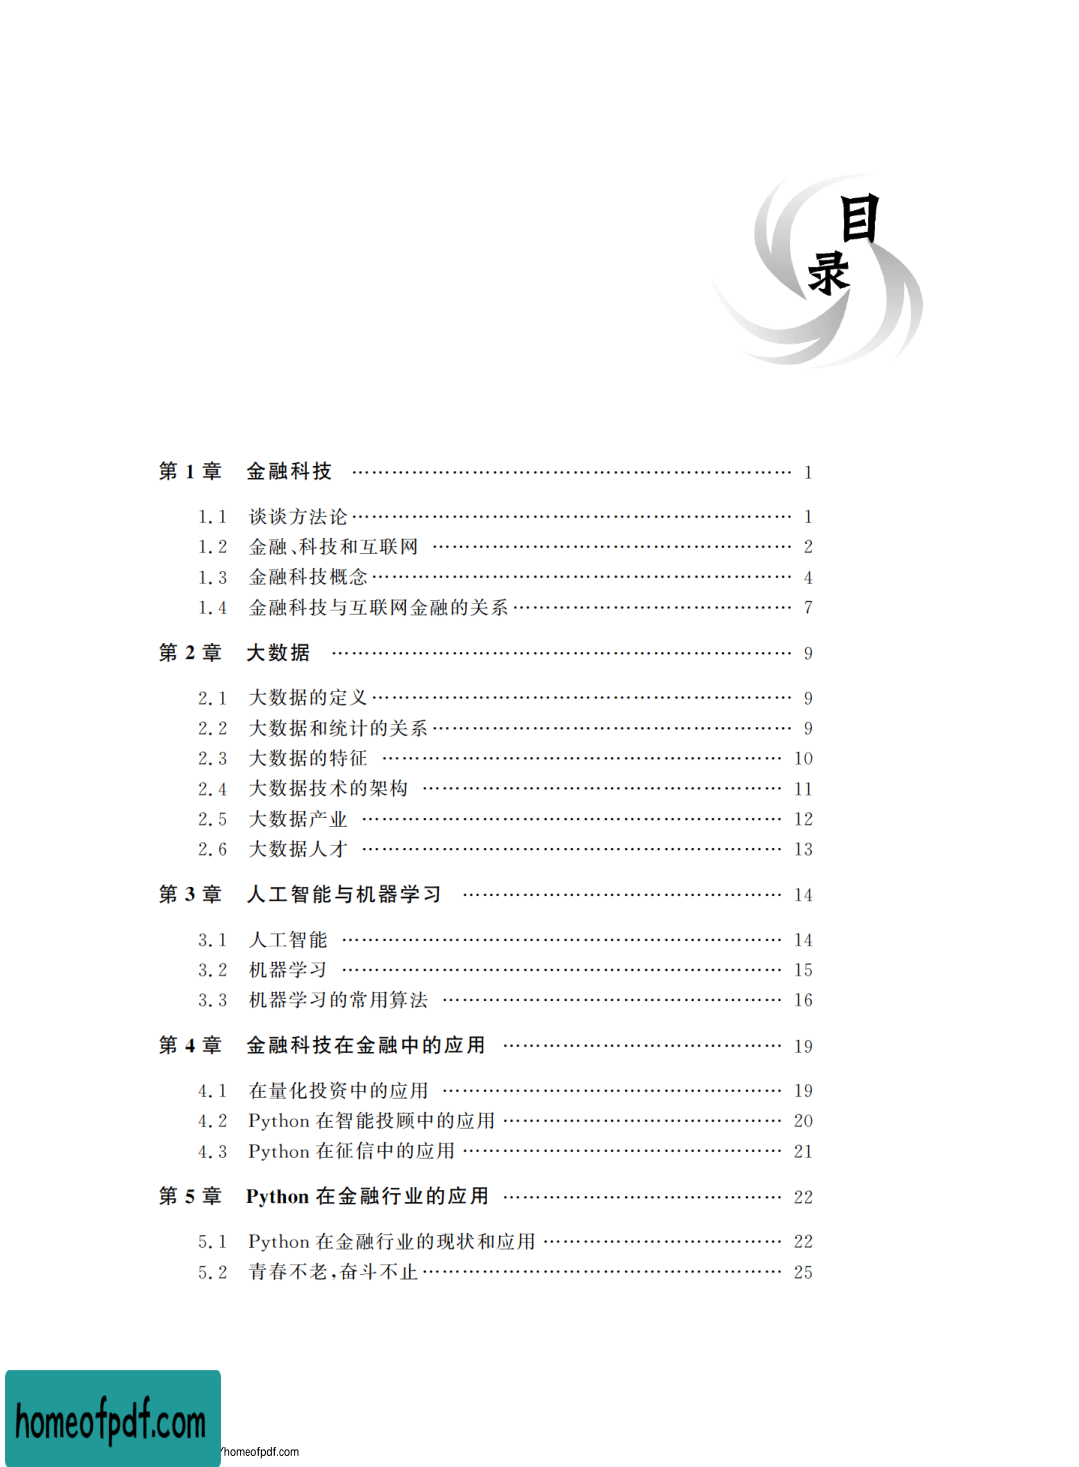 目
录
第 1 章 金融科技 …………………………………………………………… 1
1.1 谈谈方法论 …………………………………………………………… 1
1.2 金融、科技和互联网 …………………………………………………… 2
1.3 金融科技概念 ………………………………………………………… 4
1.4 金融科技与互联网金融的关系 ……………………………………… 7
第 2 章 大数据 ……………………………………………………………… 9
2.1 大数据的定义 ………………………………………………………… 9
2.2 大数据和统计的关系 ………………………………………………… 9
2.3 大数据的特征 ……………………………………………………… 10
2.4 大数据技术的架构 ………………………………………………… 11
2.5 大数据产业 ………………………………………………………… 12
2.6 大数据人才 ………………………………………………………… 13
第 3 章 人工智能与机器学习 …………………………………………… 14
3.1 人工智能 …………………………………………………………… 14
3.2 机器学习 …………………………………………………………… 15
3.3 机器学习的常用算法 ……………………………………………… 16
第 4 章 金融科技在金融中的应用 ……………………………………… 19
4.1 在量化投资中的应用 ……………………………………………… 19
4.2 Python 在智能投顾中的应用 ……………………………………… 20
4.3 Python 在征信中的应用 …………………………………………… 21
第 5 章 Python 在金融行业的应用 ……………………………………… 22
5.1 Python 在金融行业的现状和应用 ………………………………… 22
5.2 青春不老,奋斗不止 ………………………………………………… 25
homeofpdf.com
/homeofpdf.com